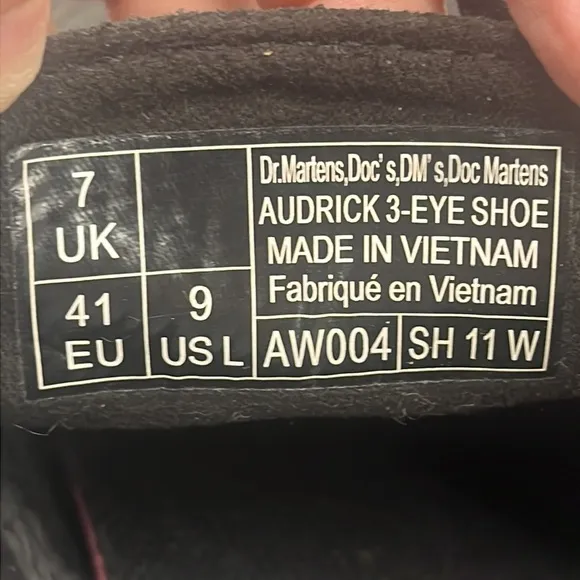 7
UK
41
EU
9
US L
Dr.Martens,Doc's,DM's,Doc Martens
AUDRICK 3-EYE SHOE
MADE IN VIETNAM
Fabriqué en Vietnam
AW004
SH 11 W